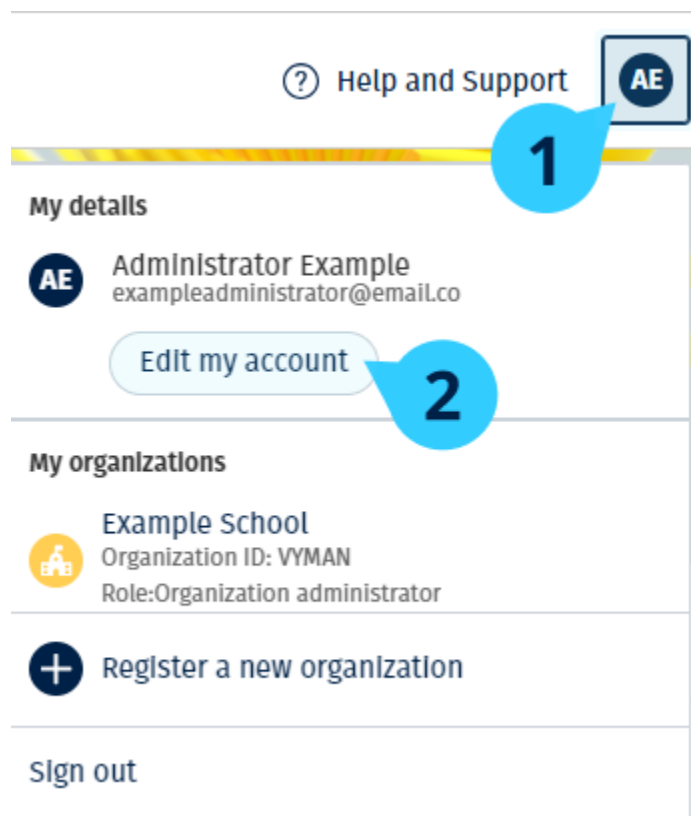 ? Help and Support AE
1
My details
AE Administrator Example
exampleadministrator@email.co
Edit my account
2
My organizations
Example School
Organization ID: VYMAN
Role:Organization administrator
Register a new organization
Sign out